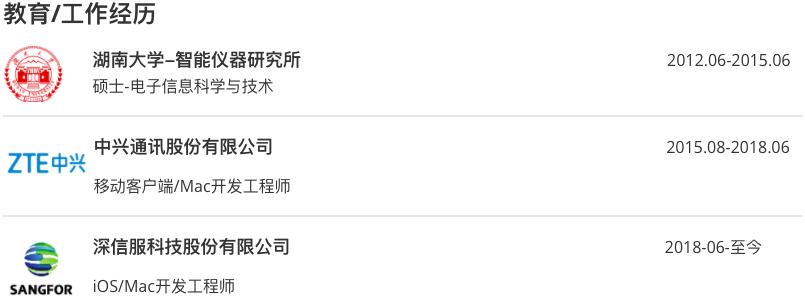 教育/工作经历
湖南大学–智能仪器研究所
2012.06-2015.06
硕士-电子信息科学与技术
中兴通讯股份有限公司
2015.08-2018.06
ZTE中兴
移动客户端/Mac开发工程师
深信服科技股份有限公司
2018-06-至今
SANGFOR
iOS/Mac开发工程师